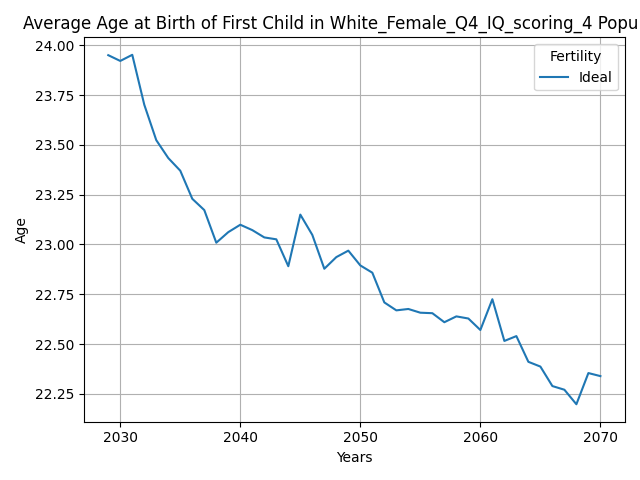 Average Age at Birth of First Child in White_Female_Q4_IQ_scoring_4 Popu
Fertility
Ideal
24.00
23.75
23.50
23.25
23.00
22.75
22.50
22.25
Age
2030 2040 2050 2060 2070
Years